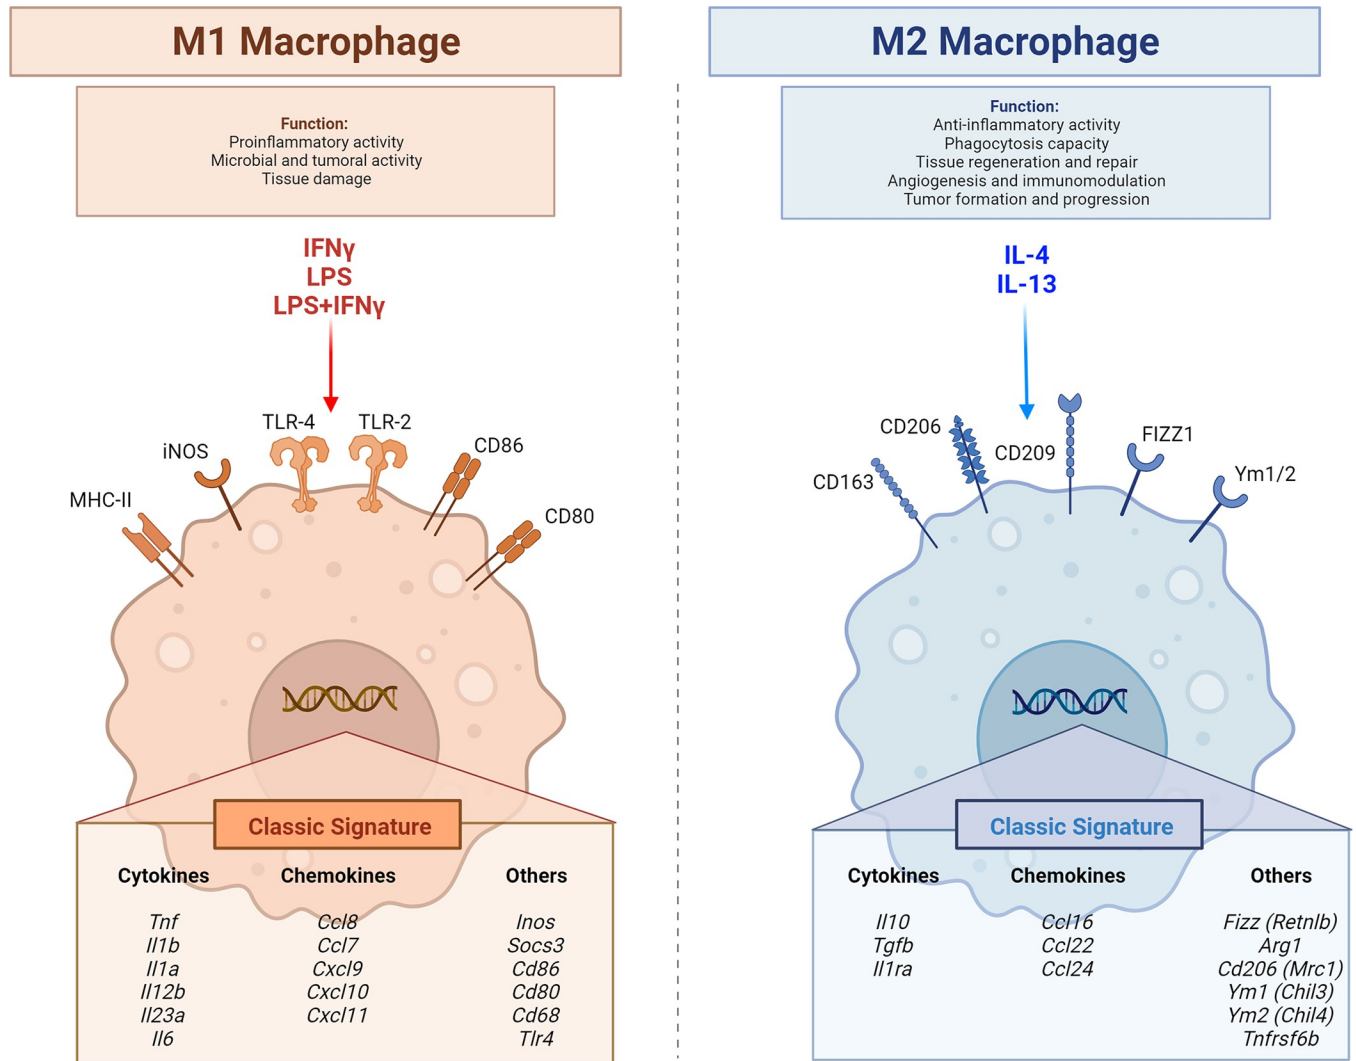 M1 Macrophage
Function:
Proinflammatory activity
Microbial and tumoral activity
Tissue damage
IFNγ
LPS
LPS+IFNγ
TLR-4
TLR-2
iNOS
CD86
MHC-II
CD80
Classic Signature
Cytokines
Chemokines
Others
Tnf
Ccl8
Inos
Il1b
Ccl7
Socs3
Il1a
Cxcl9
Cd86
Il12b
Cxcl10
Cd80
Il23a
Cxcl11
Cd68
Il6
Tlr4
M2 Macrophage
Function:
Anti-inflammatory activity
Phagocytosis capacity
Tissue regeneration and repair
Angiogenesis and immunomodulation
Tumor formation and progression
IL-4
IL-13
CD206
CD209
FIZZ1
CD163
Ym1/2
Classic Signature
Cytokines
Chemokines
Others
Il10
Ccl16
Fizz (Retnlb)
Tgfb
Ccl22
Arg1
Il1ra
Ccl24
Cd206 (Mrc1)
Ym1 (Chil3)
Ym2 (Chil4)
Tnfrsf6b